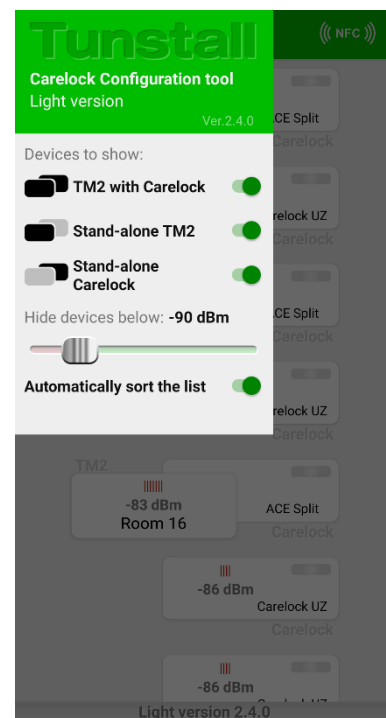 Tunstall
((( NFC )))
Carelock Configuration tool
Light version
Ver.2.4.0
CE Split
Carelock
Devices to show:
TM2 with Carelock
relock UZ
Stand-alone TM2
Carelock
Stand-alone
Carelock
CE Split
Hide devices below: -90 dBm
Carelock
Automatically sort the list
relock UZ
Carelock
TM2
-83 dBm
Room 16
ACE Split
Carelock
-86 dBm
Carelock UZ
Carelock
-86 dBm
Light version 2.4.0